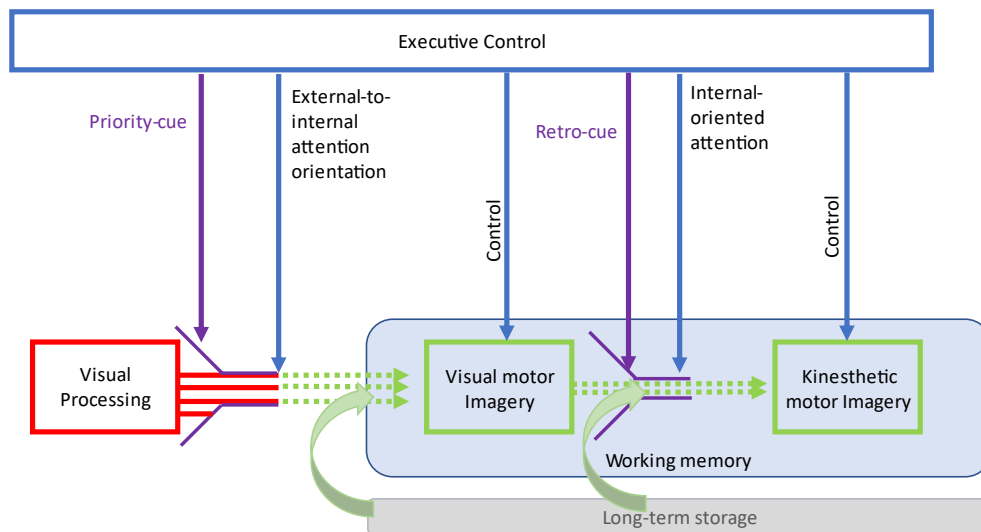 Executive Control
Priority-cue
External-to-
internal
attention
orientation
Control
Retro-cue
Internal-
oriented
attention
Control
Visual
Processing
Visual motor
Imagery
Kinesthetic
motor Imagery
Working memory
Long-term storage